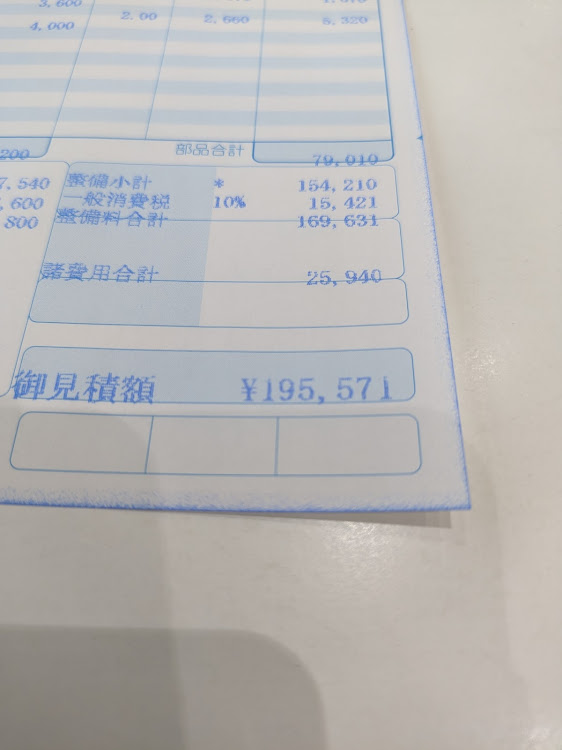 3,600
4,000 2.00 2,660 5,320
部品合計 79,010
200
7,540 整備小計 * 154,210
,600 一般消費税 10% 15,421
800 整備料合計 169,631
諸費用合計 25,940
御見積額 ¥195,571